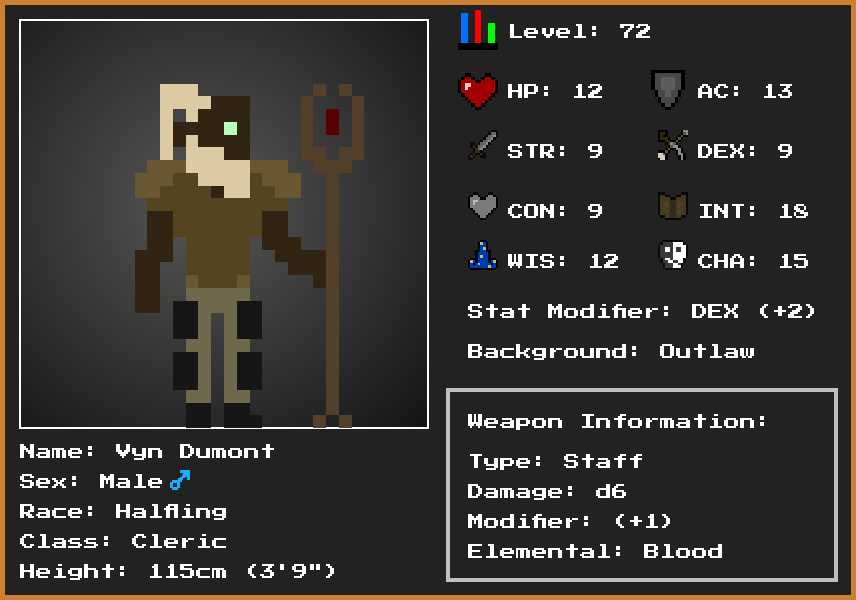 Level: 72
HP: 12
AC: 13
STR: 9
DEX: 9
CON: 9
INT: 18
WIS: 12
CHA: 15
Stat Modifier: DEX (+2)
Background: Outlaw
Weapon Information:
Type: Staff
Damage: d6
Modifier: (+1)
Elemental: Blood
Name: Vyn Dumont
Sex: Male♂
Race: Halfling
Class: Cleric
Height: 115cm (3'9")